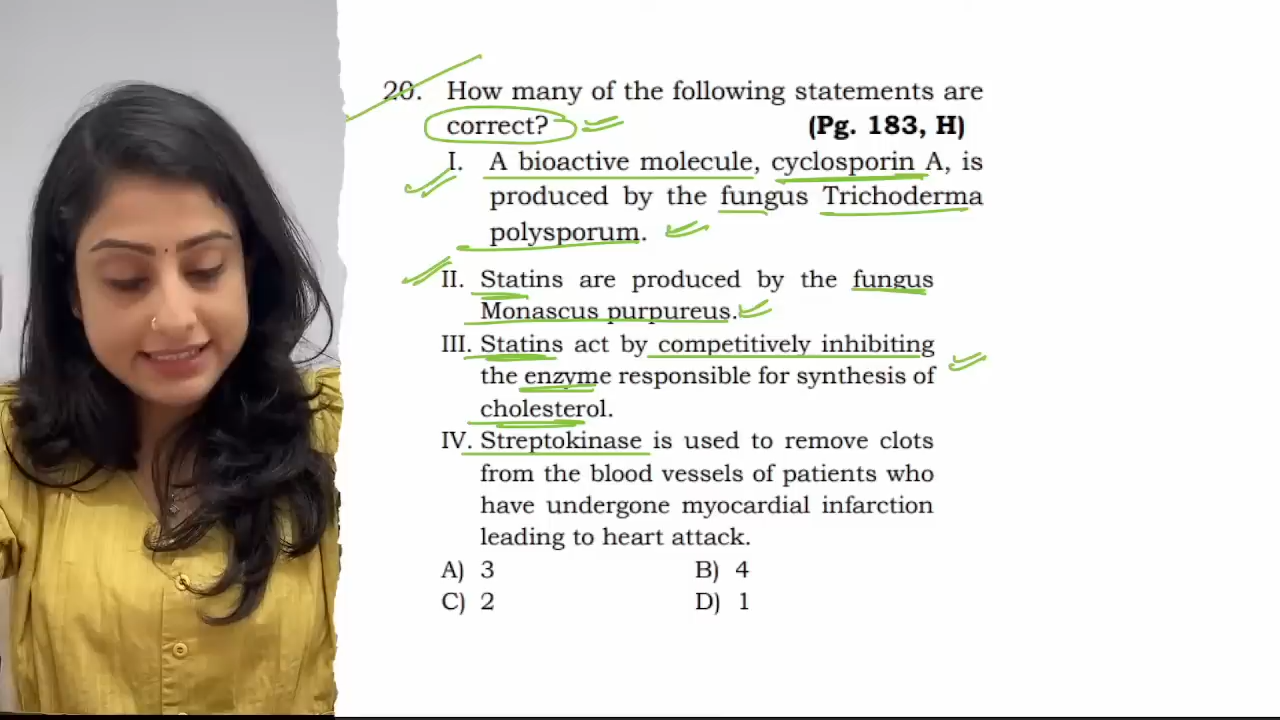 20. How many of the following statements are
correct? (Pg. 183, H)
I. A bioactive molecule, cyclosporin A, is
produced by the fungus Trichoderma
polysporum.
II. Statins are produced by the fungus
Monascus purpureus.
III. Statins act by competitively inhibiting
the enzyme responsible for synthesis of
cholesterol.
IV. Streptokinase is used to remove clots
from the blood vessels of patients who
have undergone myocardial infarction
leading to heart attack.
A) 3 B) 4
C) 2 D) 1